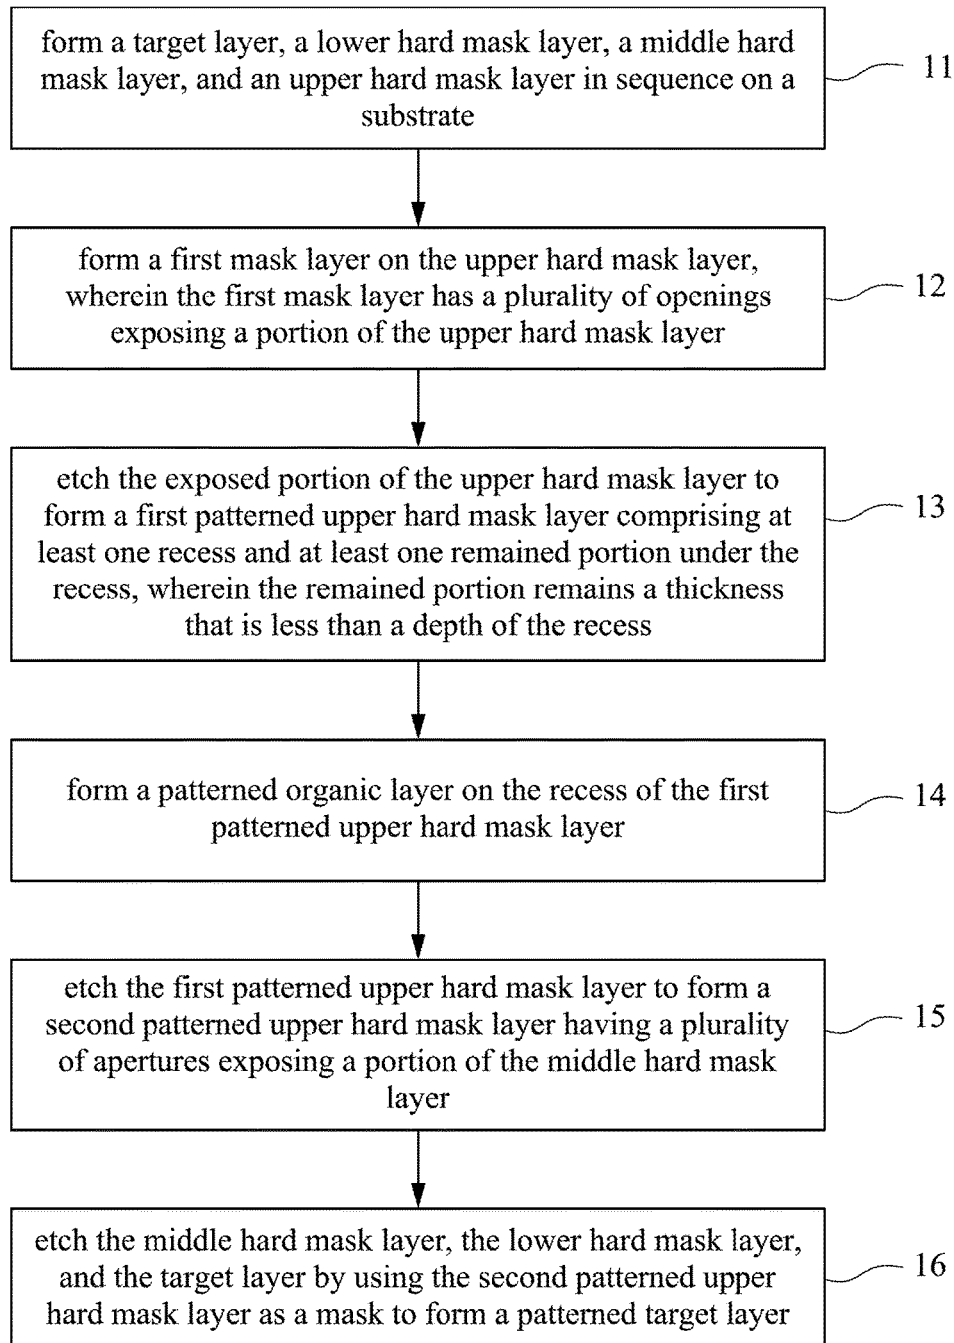 form a target layer, a lower hard mask layer, a middle hard
mask layer, and an upper hard mask layer in sequence on a
substrate
11
form a first mask layer on the upper hard mask layer,
wherein the first mask layer has a plurality of openings
exposing a portion of the upper hard mask layer
12
etch the exposed portion of the upper hard mask layer to
form a first patterned upper hard mask layer comprising at
least one recess and at least one remained portion under the
recess, wherein the remained portion remains a thickness
that is less than a depth of the recess
13
form a patterned organic layer on the recess of the first
patterned upper hard mask layer
14
etch the first patterned upper hard mask layer to form a
second patterned upper hard mask layer having a plurality
of apertures exposing a portion of the middle hard mask
layer
15
etch the middle hard mask layer, the lower hard mask layer,
and the target layer by using the second patterned upper
hard mask layer as a mask to form a patterned target layer
16